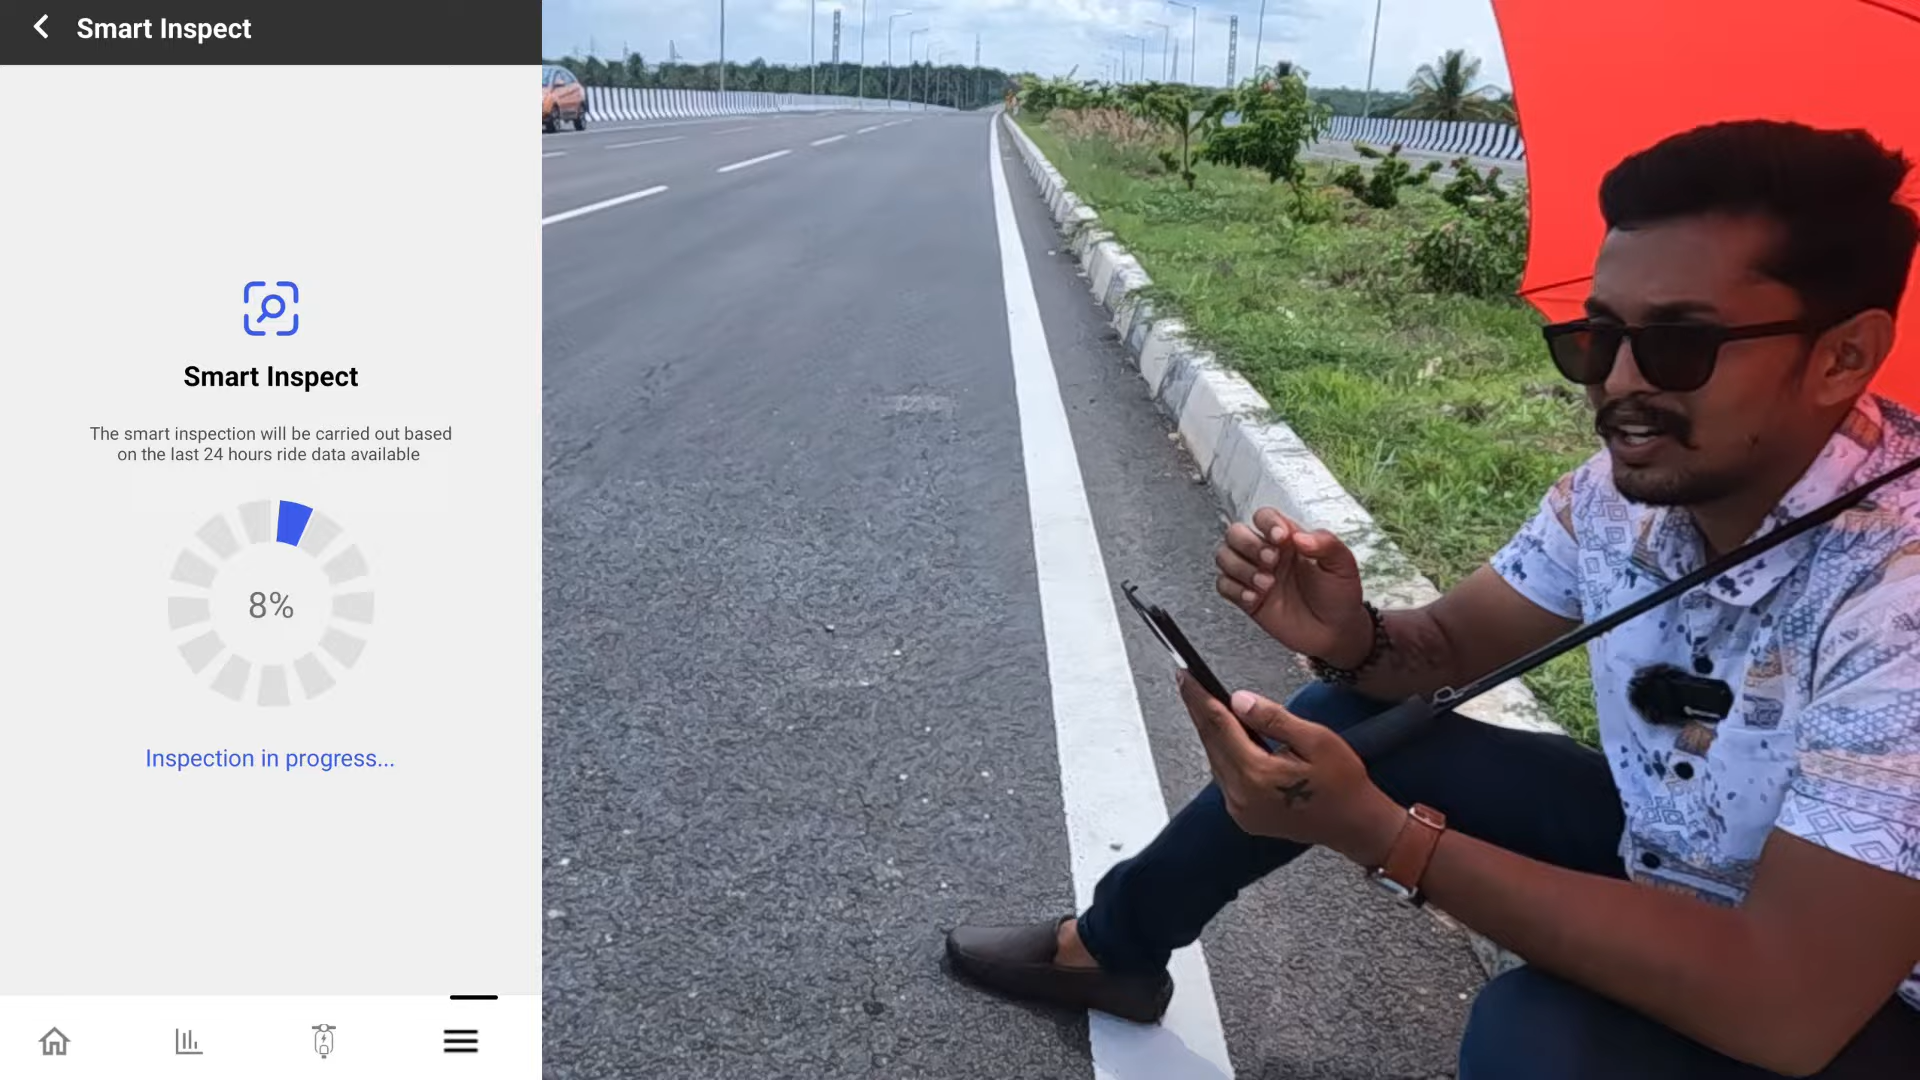 Smart Inspect
Smart Inspect
The smart inspection will be carried out based
on the last 24 hours ride data available
8%
Inspection in progress...